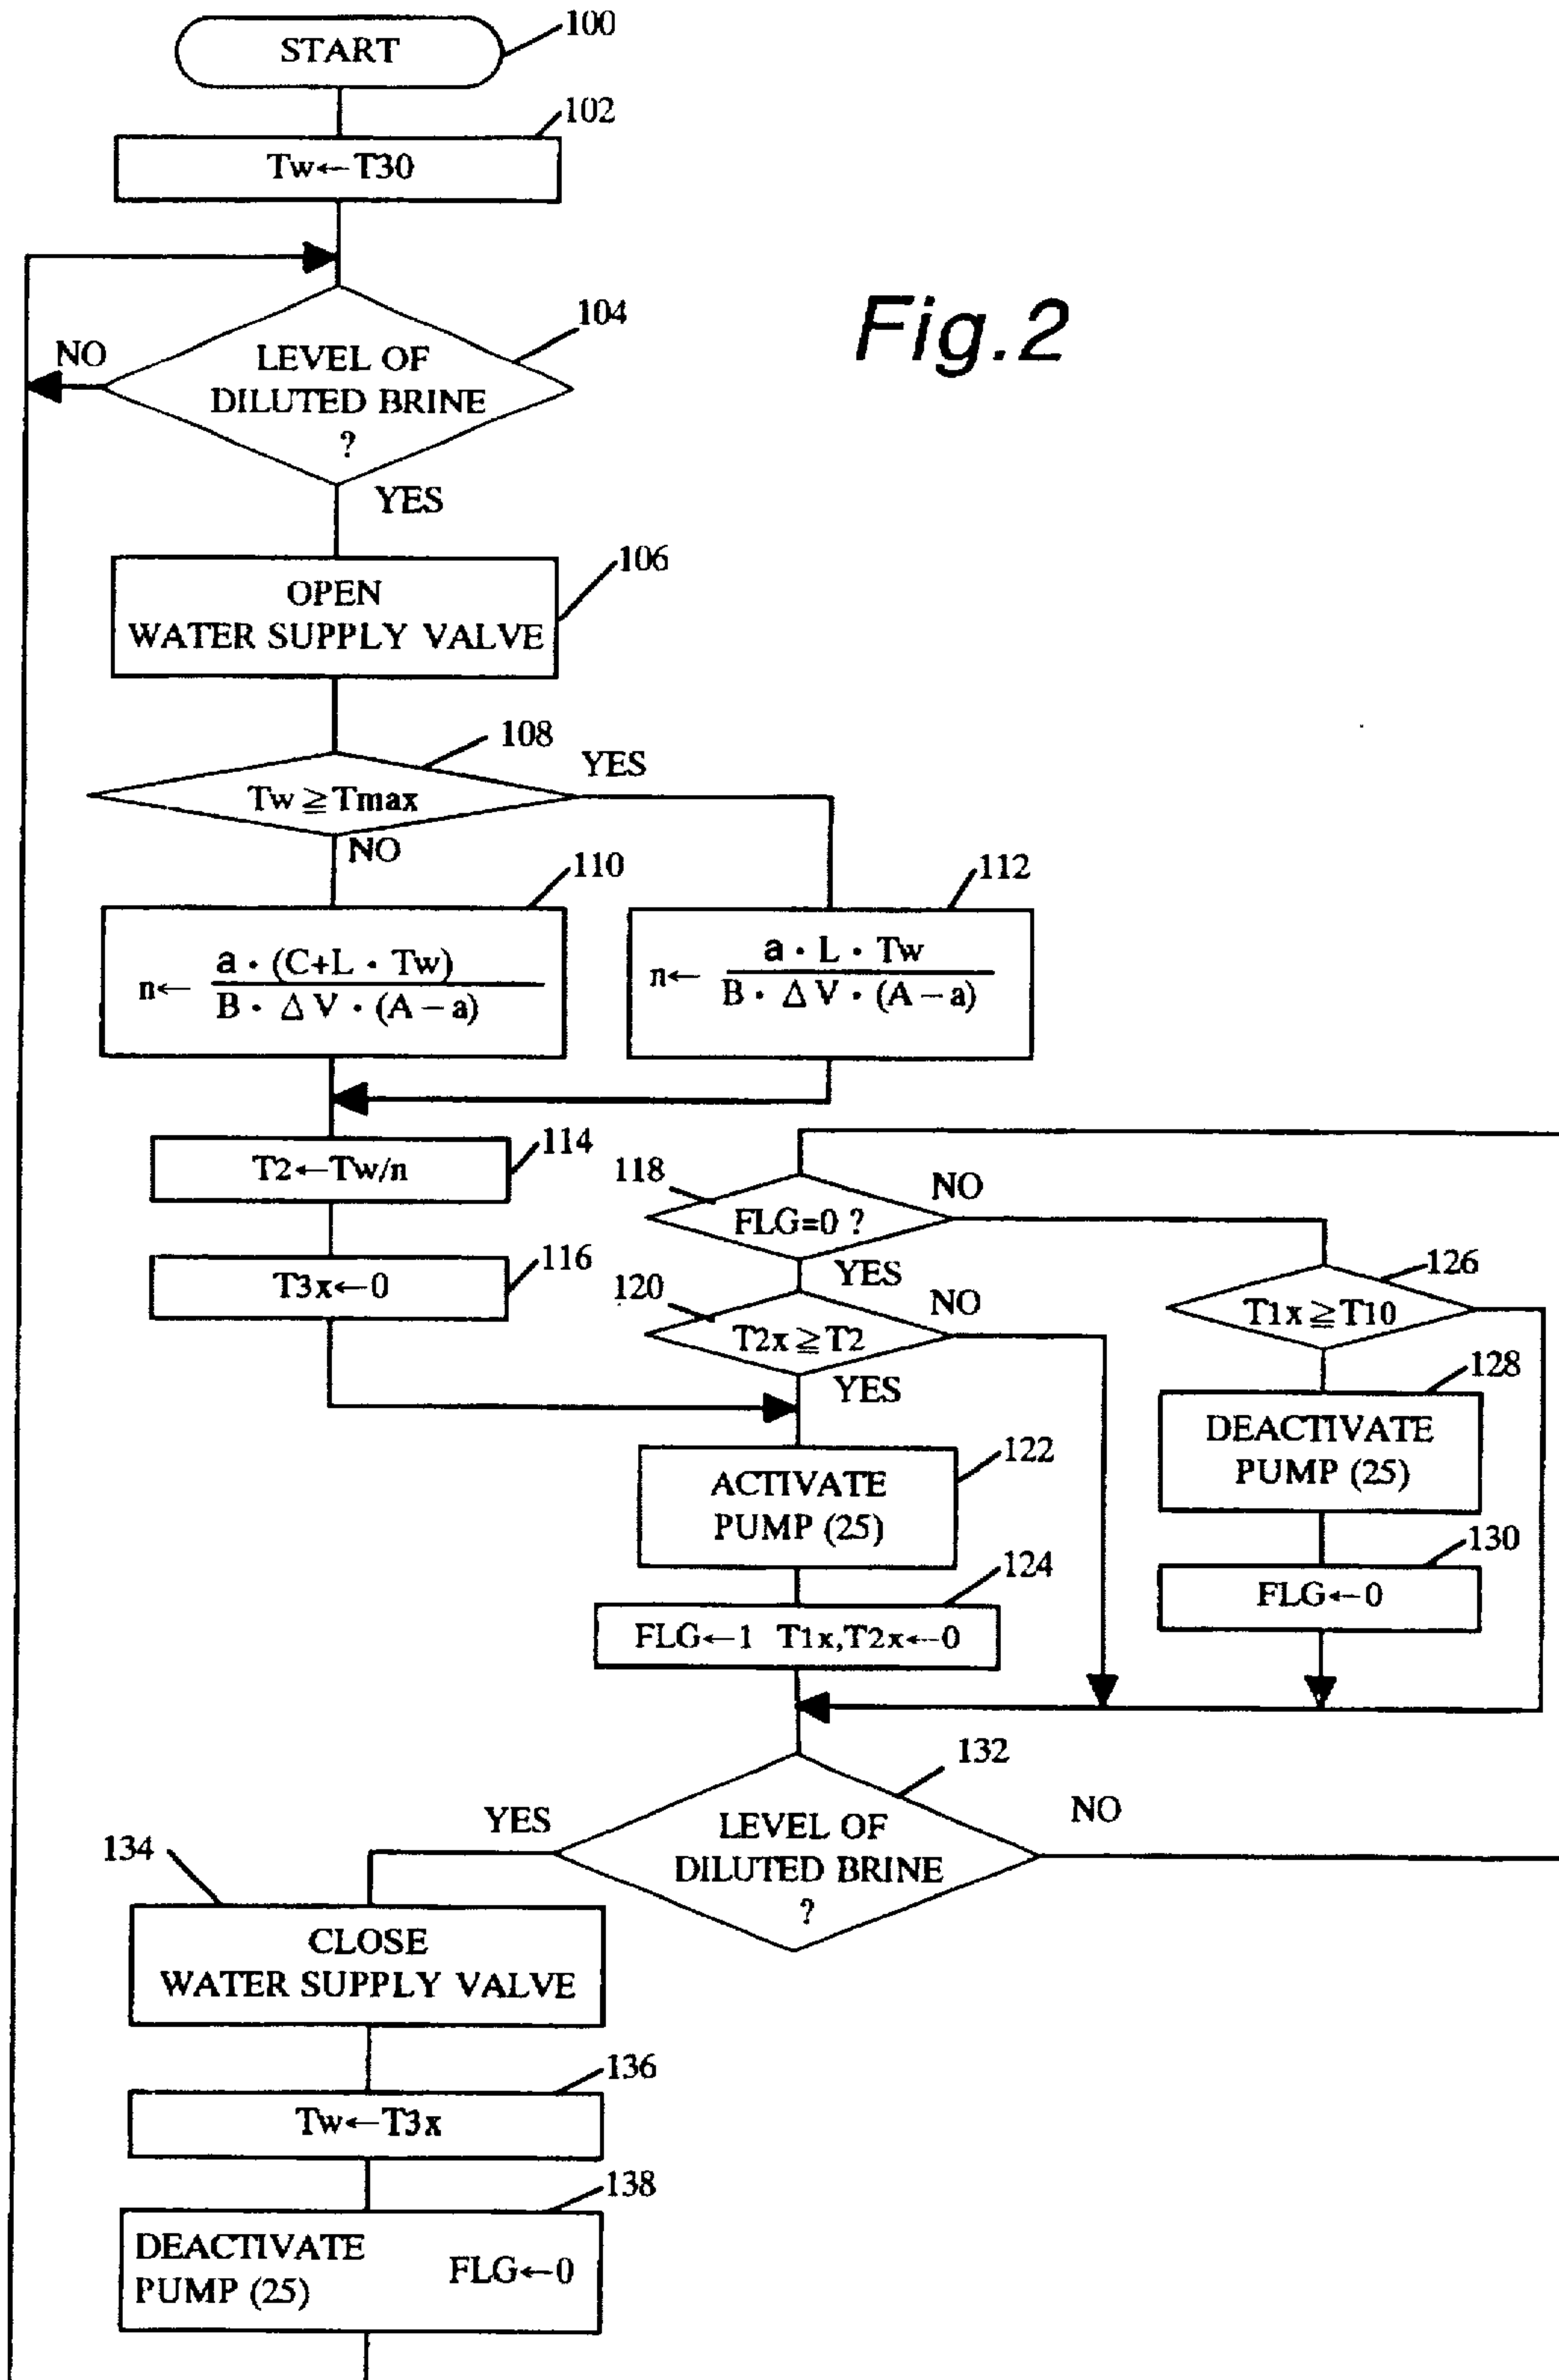 START
100
102
Tw←T30
Fig.2
104
NO
LEVEL OF
DILUTED BRINE
?
YES
106
OPEN
WATER SUPPLY VALVE
108
YES
Tw ≧ Tmax
NO
110
112
n← a · (C+L · Tw)
B · Δ V · (A – a)
n← a · L · Tw
B · Δ V · (A – a)
114
T2←Tw/n
118
NO
FLG=0 ?
116
T3x←0
YES
120
NO
126
T2x ≧ T2
T1x ≧ T10
YES
128
122
ACTIVATE
PUMP (25)
DEACTIVATE
PUMP (25)
124
130
FLG←1 T1x,T2x←0
FLG←0
132
YES
NO
LEVEL OF
DILUTED BRINE
?
134
CLOSE
WATER SUPPLY VALVE
136
Tw←T3x
138
DEACTIVATE
PUMP (25)
FLG←0